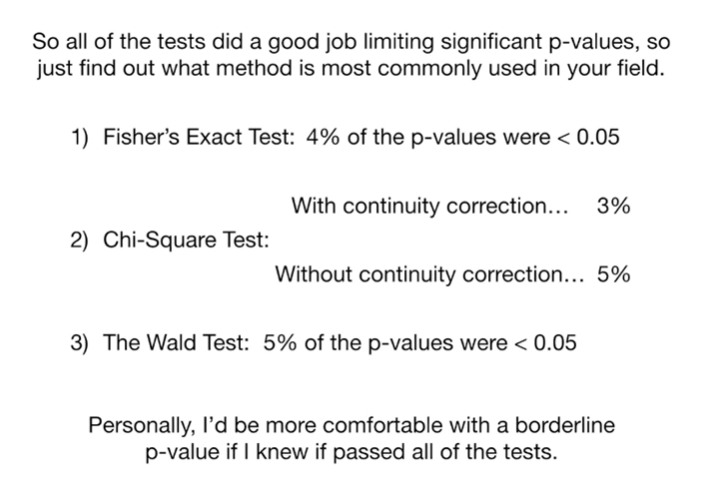 So all of the tests did a good job limiting significant p-values, so
just find out what method is most commonly used in your field.
1) Fisher's Exact Test: 4% of the p-values were < 0.05
With continuity correction... 3%
2) Chi-Square Test:
Without continuity correction... 5%
3) The Wald Test: 5% of the p-values were < 0.05
Personally, I'd be more comfortable with a borderline
p-value if I knew if passed all of the tests.